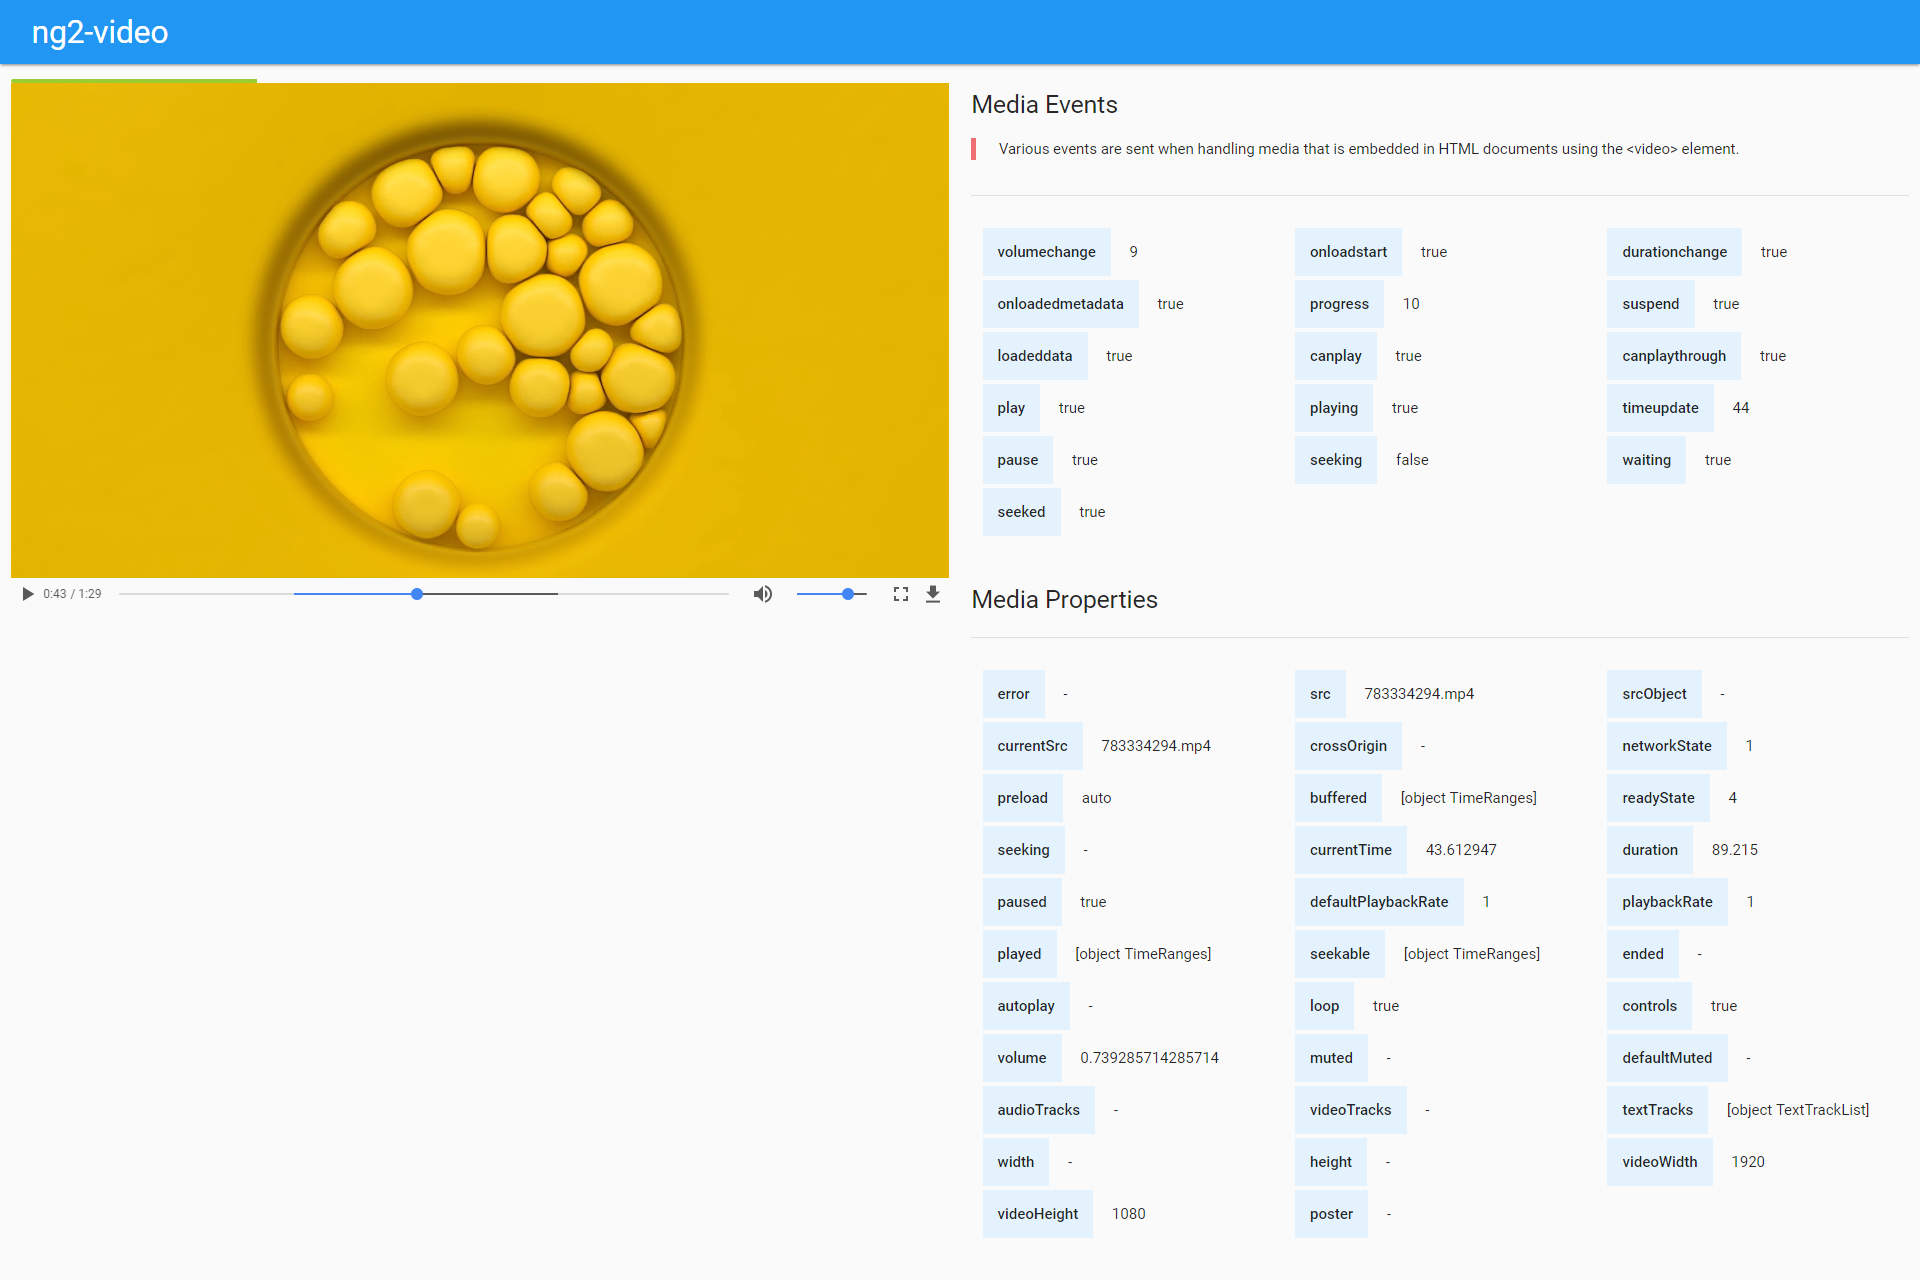 ng2-video
0:43 / 1:29
Media Events
Various events are sent when handling media that is embedded in HTML documents using the <video> element.
volumechange 9 onloadstart true durationchange true
onloadedmetadata true progress 10 suspend true
loadeddata true canplay true canplaythrough true
play true playing true timeupdate 44
pause true seeking false waiting true
seeked true
Media Properties
error - src 783334294.mp4 srcObject -
currentSrc 783334294.mp4 crossOrigin - networkState 1
preload auto buffered [object TimeRanges] readyState 4
seeking - currentTime 43.612947 duration 89.215
paused true defaultPlaybackRate 1 playbackRate 1
played [object TimeRanges] seekable [object TimeRanges] ended -
autoplay - loop true controls true
volume 0.739285714285714 muted - defaultMuted -
audioTracks - videoTracks - textTracks [object TextTrackList]
width - height - videoWidth 1920
videoHeight 1080 poster -